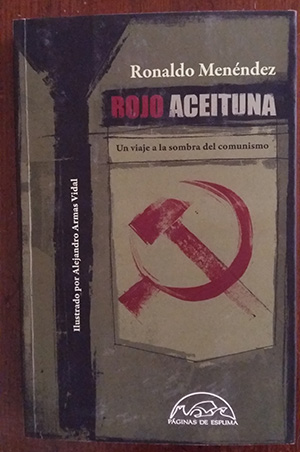 Ronaldo Menéndez
ROJO ACEITUNA
Un viaje a la sombra del comunismo
Ilustrado por Alejandro Armas Vidal
PÁGINAS DE ESPUMA